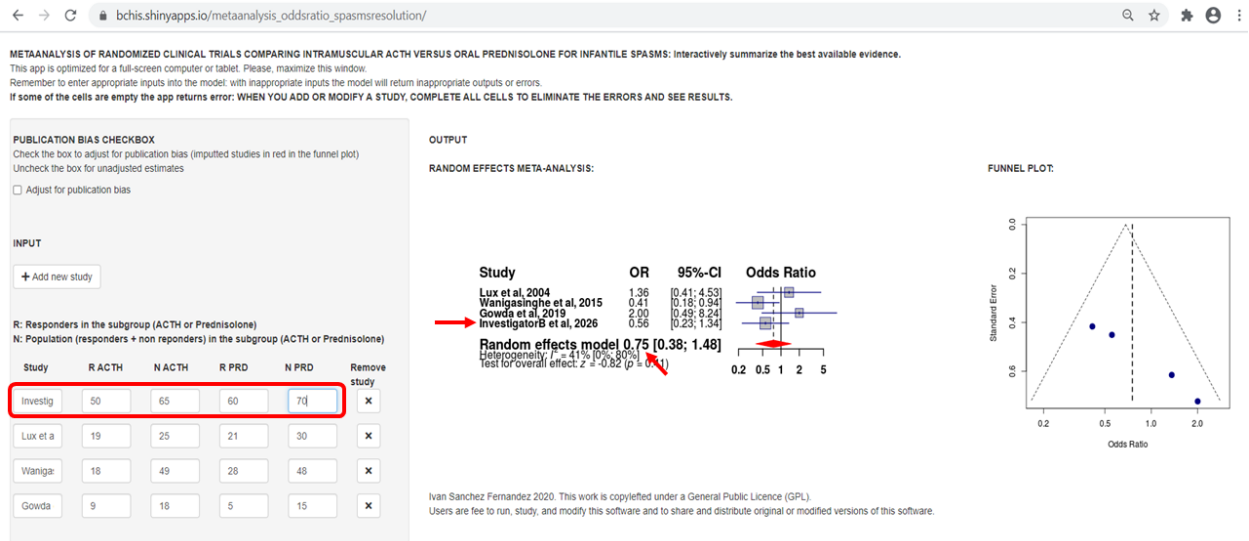 bchis.shinyapps.io/metaanalysis_oddsratio_spasmsresolution/
METAANALYSIS OF RANDOMIZED CLINICAL TRIALS COMPARING INTRAMUSCULAR ACTH VERSUS ORAL PREDNISOLONE FOR INFANTILE SPASMS: Interactively summarize the best available evidence.
This app is optimized for a full-screen computer or tablet. Please, maximize this window.
Remember to enter appropriate inputs into the model: with inappropriate inputs the model will return inappropriate outputs or errors.
If some of the cells are empty the app returns error: WHEN YOU ADD OR MODIFY A STUDY, COMPLETE ALL CELLS TO ELIMINATE THE ERRORS AND SEE RESULTS.
PUBLICATION BIAS CHECKBOX
Check the box to adjust for publication bias (imputted studies in red in the funnel plot)
Uncheck the box for unadjusted estimates
Adjust for publication bias
INPUT
+ Add new study
R: Responders in the subgroup (ACTH or Prednisolone)
N: Population (responders + non reponders) in the subgroup (ACTH or Prednisolone)
Study R ACTH N ACTH R PRD N PRD Remove study
Investig 50 65 60 70 x
Lux et a 19 25 21 30 x
Waniga 18 49 28 48 x
Gowda 9 18 5 15 x
OUTPUT
RANDOM EFFECTS META-ANALYSIS:
Study OR 95%-CI Odds Ratio
Lux et al, 2004 1.36 [0.41; 4.53]
Wanigasinghe et al, 2015 0.41 [0.18; 0.94]
Gowda et al, 2019 2.00 [0.49; 8.24]
InvestigatorB et al, 2026 0.56 [0.23; 1.34]
Random effects model 0.75 [0.38; 1.48]
Heterogeneity: I² = 41% [0%; 80%]
Test for overall effect: z = -0.82 (p = 0.41)
0.2 0.5 1 2 5
FUNNEL PLOT:
Standard Error
0.0
0.2
0.4
0.6
0.2 0.5 1.0 2.0
Odds Ratio
Ivan Sanchez Fernandez 2020. This work is copylefted under a General Public Licence (GPL).
Users are fee to run, study, and modify this software and to share and distribute original or modified versions of this software.